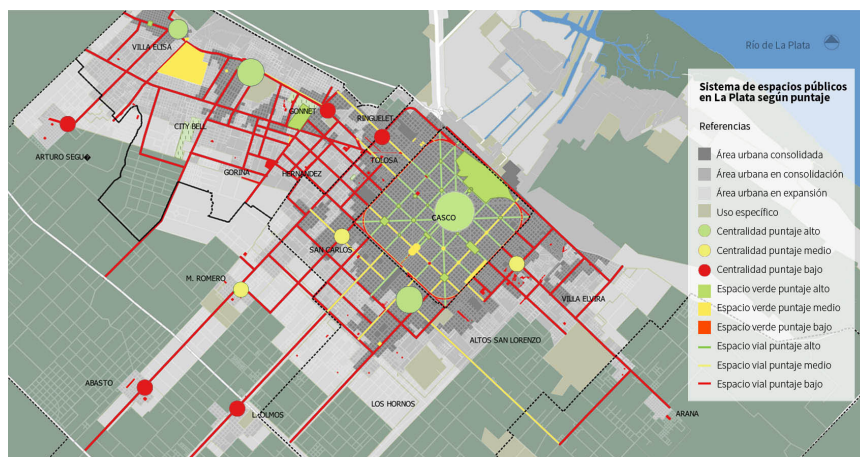 Río de La Plata
Sistema de espacios públicos
en La Plata según puntaje
Referencias
Área urbana consolidada
Área urbana en consolidación
Área urbana en expansión
Uso específico
Centralidad puntaje alto
Centralidad puntaje medio
Centralidad puntaje bajo
Espacio verde puntaje alto
Espacio verde puntaje medio
Espacio verde puntaje bajo
Espacio vial puntaje alto
Espacio vial puntaje medio
Espacio vial puntaje bajo
VILLA ELISA
GONNET
RINGUELET
CITY BELL
ARTURO SEGU�
TOLOSA
GORINA
HERNANDEZ
CASCO
SAN CARLOS
M. ROMERO
VILLA ELVIRA
ALTOS SAN LORENZO
ABASTO
LOS HORNOS
L. OLMOS
ARANA